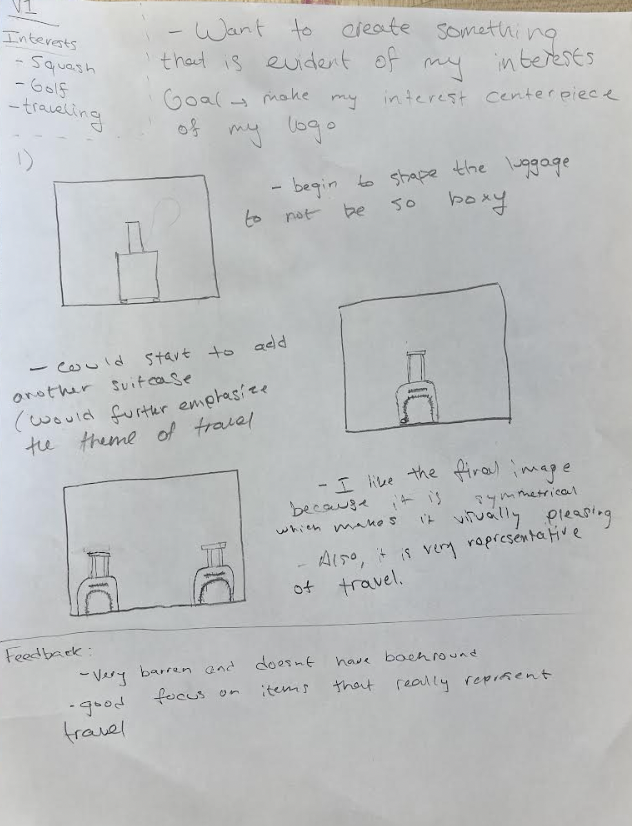 V1
Interests
- Squash
- Golf
- traveling
- Want to create something
that is evident of my interests
Goal → make my interest centerpiece
of my logo
1)
- begin to shape the luggage
to not be so boxy
- could start to add
another suitcase
(would further emphasize
the theme of travel
- I like the final image
because it is symmetrical
which makes it visually pleasing
- Also, it is very representative
of travel.
Feedback:
- Very barren and doesnt have backround
- good focus on items that really represent
travel